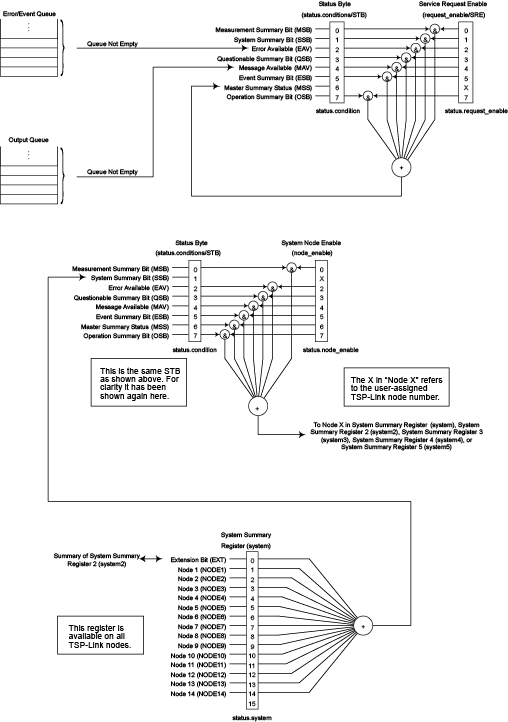 Error/Event Queue
Queue Not Empty
Output Queue
Queue Not Empty
Status Byte
(status.conditions/STB)
Service Request Enable
(request_enable/SRE)
Measurement Summary Bit (MSB)
System Summary Bit (SSB)
Error Available (EAV)
Questionable Summary Bit (QSB)
Message Available (MAV)
Event Summary Bit (ESB)
Master Summary Status (MSS)
Operation Summary Bit (OSB)
0
1
2
3
4
5
6
7
&
&
&
&
&
&
&
0
1
2
3
4
5
X
7
status.condition
status.request_enable
+
Status Byte
(status.conditions/STB)
System Node Enable
(node_enable)
Measurement Summary Bit (MSB)
System Summary Bit (SSB)
Error Available (EAV)
Questionable Summary Bit (QSB)
Message Available (MAV)
Event Summary Bit (ESB)
Master Summary Status (MSS)
Operation Summary Bit (OSB)
0
1
2
3
4
5
6
7
&
&
&
&
&
&
&
0
X
2
3
4
5
6
7
status.condition
status.node_enable
This is the same STB
as shown above. For
clarity it has been
shown again here.
The X in "Node X" refers
to the user-assigned
TSP-Link node number.
+
To Node X in System Summary Register (system), System
Summary Register 2 (system2), System Summary Register 3
(system3), System Summary Register 4 (system4), or
System Summary Register 5 (system5)
System Summary
Register (system)
Summary of System Summary
Register 2 (system2)
Extension Bit (EXT)
Node 1 (NODE1)
Node 2 (NODE2)
Node 3 (NODE3)
Node 4 (NODE4)
Node 5 (NODE5)
Node 6 (NODE6)
Node 7 (NODE7)
Node 8 (NODE8)
Node 9 (NODE9)
Node 10 (NODE10)
Node 11 (NODE11)
Node 12 (NODE12)
Node 13 (NODE13)
Node 14 (NODE14)
0
1
2
3
4
5
6
7
8
9
10
11
12
13
14
15
+
This register is
available on all
TSP-Link nodes.
status.system